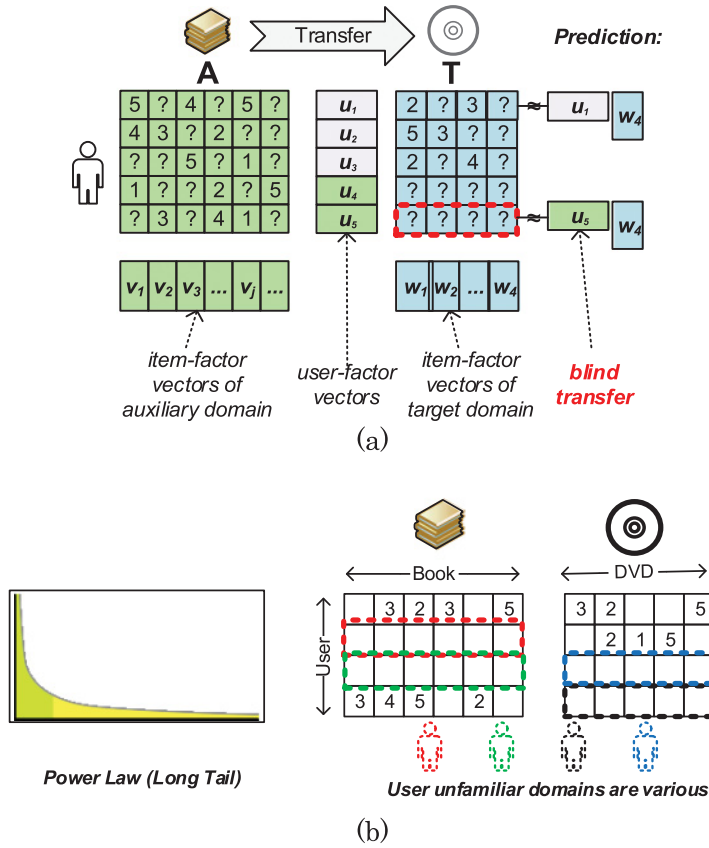 Transfer
Prediction:
A
T
5 ? 4 ? 5 ?
4 3 ? 2 ? ?
? ? 5 ? 1 ?
1 ? ? 2 ? 5
? 3 ? 4 1 ?
u1
u2
u3
u4
u5
2 ? 3 ?
5 3 ? ?
? 2 ? 4 ?
? ? ? ?
? ? ? ?
≈ u1 w4
≈ u5 w4
v1 v2 v3 ... vj ...
w1 w2 ... w4
item-factor
vectors of
auxiliary domain
user-factor
vectors
item-factor
vectors of
target domain
blind
transfer
(a)
Book
DVD
User
3 2 3 5
3 4 5 2
3 2 5
2 1 5
Power Law (Long Tail)
User unfamiliar domains are various
(b)